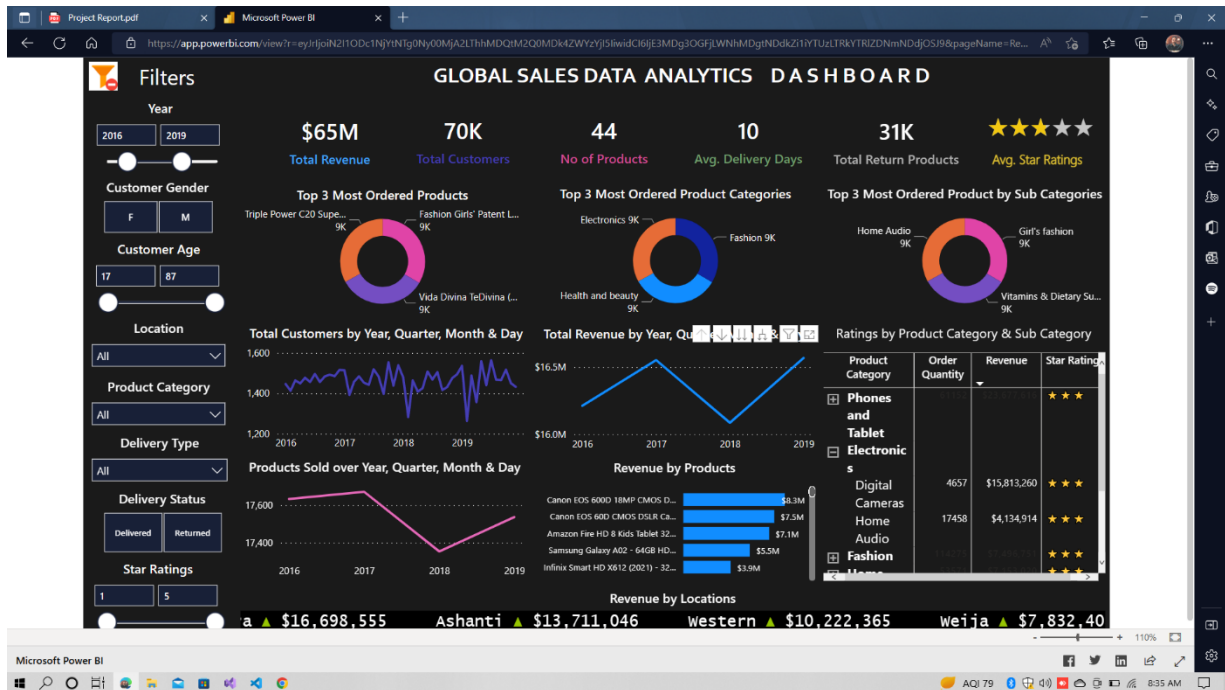 Project Report.pdf
Microsoft Power BI
GLOBAL SALES DATA ANALYTICS DASHBOARD
Filters
Year
2016
2019
Customer Gender
F
M
Customer Age
17
87
Location
All
Product Category
All
Delivery Type
All
Delivery Status
Delivered
Returned
Star Ratings
1
5
$65M
Total Revenue
70K
Total Customers
44
No of Products
10
Avg. Delivery Days
31K
Total Return Products
Avg. Star Ratings
Top 3 Most Ordered Products
Triple Power C20 Supe...
9K
Fashion Girls' Patent L...
9K
Vida Divina TeDivina (...
9K
Top 3 Most Ordered Product Categories
Electronics 9K
Fashion 9K
Health and beauty
9K
Top 3 Most Ordered Product by Sub Categories
Home Audio
9K
Girl's fashion
9K
Vitamins & Dietary Su...
9K
Total Customers by Year, Quarter, Month & Day
1,600
1,400
1,200
2016
2017
2018
2019
Total Revenue by Year, Qu
&
$16.5M
$16.0M
2016
2017
2018
2019
Ratings by Product Category & Sub Category
Product Category
Order Quantity
Revenue
Star Rating
Phones
and
Tablet
Electronic
s
Digital
Cameras
4657 $15,813,260
Home
Audio
17458 $4,134,914
Fashion
Products Sold over Year, Quarter, Month & Day
17,600
17,400
2016
2017
2018
2019
Revenue by Products
Canon EOS 600D 18MP CMOS D... $8.3M
Canon EOS 60D CMOS DSLR Ca... $7.5M
Amazon Fire HD 8 Kids Tablet 32... $7.1M
Samsung Galaxy A02 - 64GB HD... $5.5M
Infinix Smart HD X612 (2021) - 32... $3.9M
Revenue by Locations
a ▲ $16,698,555 Ashanti ▲ $13,711,046 Western ▲ $10,222,365 Weija ▲ $7,832,40
110%
Microsoft Power BI
AQI 79
8:35 AM